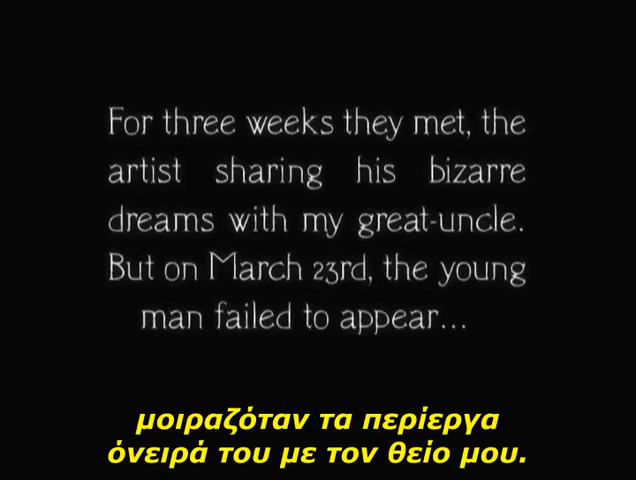 For three weeks they met, the
artist sharing his bizarre
dreams with my great-uncle.
But on March 23rd, the young
man failed to appear...
μοιραζόταν τα περίεργα
όνειρά του με τον θείο μου.